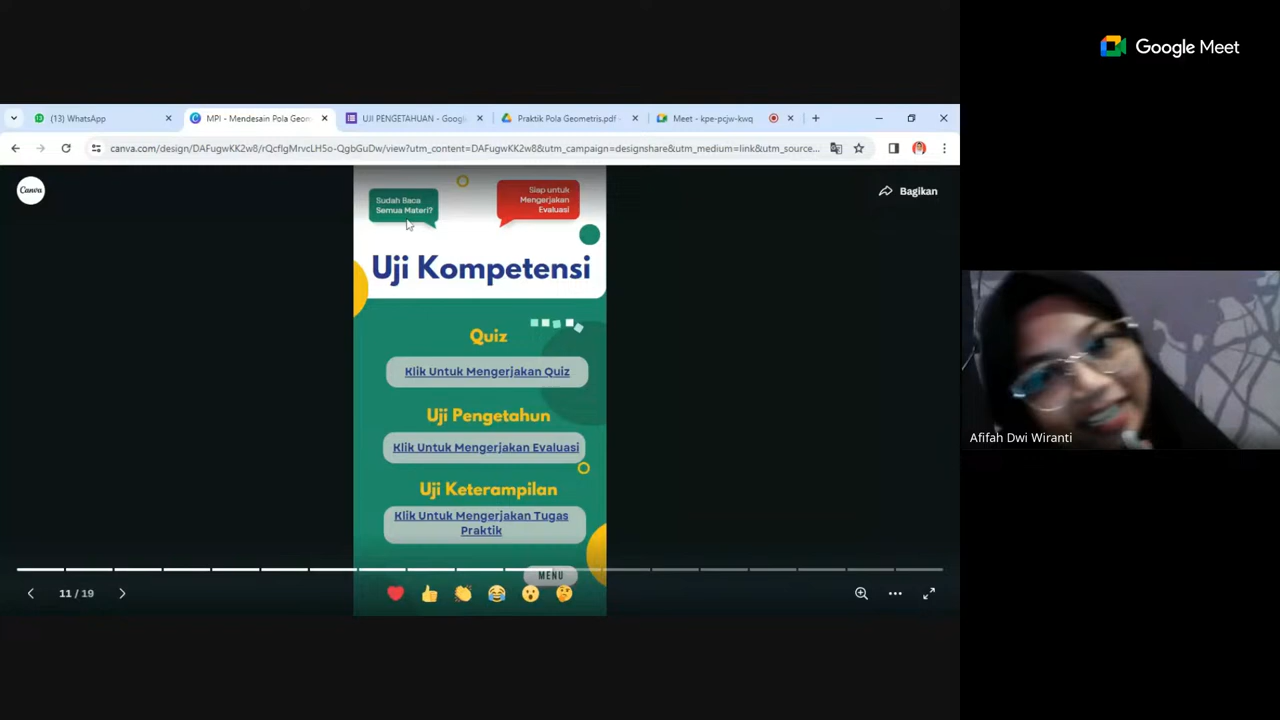 Google Meet
(13) WhatsApp
MPI - Mendesain Pola Geom
UJI PENGETAHUAN - Googl
Praktik Pola Geometris.pdf -
Meet - kpe-pcjw-kwq
canva.com/design/DAFugwKK2w8/rQcfIgMrvcLH5o-QgbGuDw/view?utm_content=DAFugwKK2w8&utm_campaign=designshare&utm_medium=link&utm_source...
Canva
Bagikan
Sudah Baca
Semua Materi?
Siap untuk
Mengerjakan
Evaluasi
Uji Kompetensi
Quiz
Klik Untuk Mengerjakan Quiz
Uji Pengetahun
Klik Untuk Mengerjakan Evaluasi
Uji Keterampilan
Klik Untuk Mengerjakan Tugas
Praktik
MENU
11 / 19
Afifah Dwi Wiranti